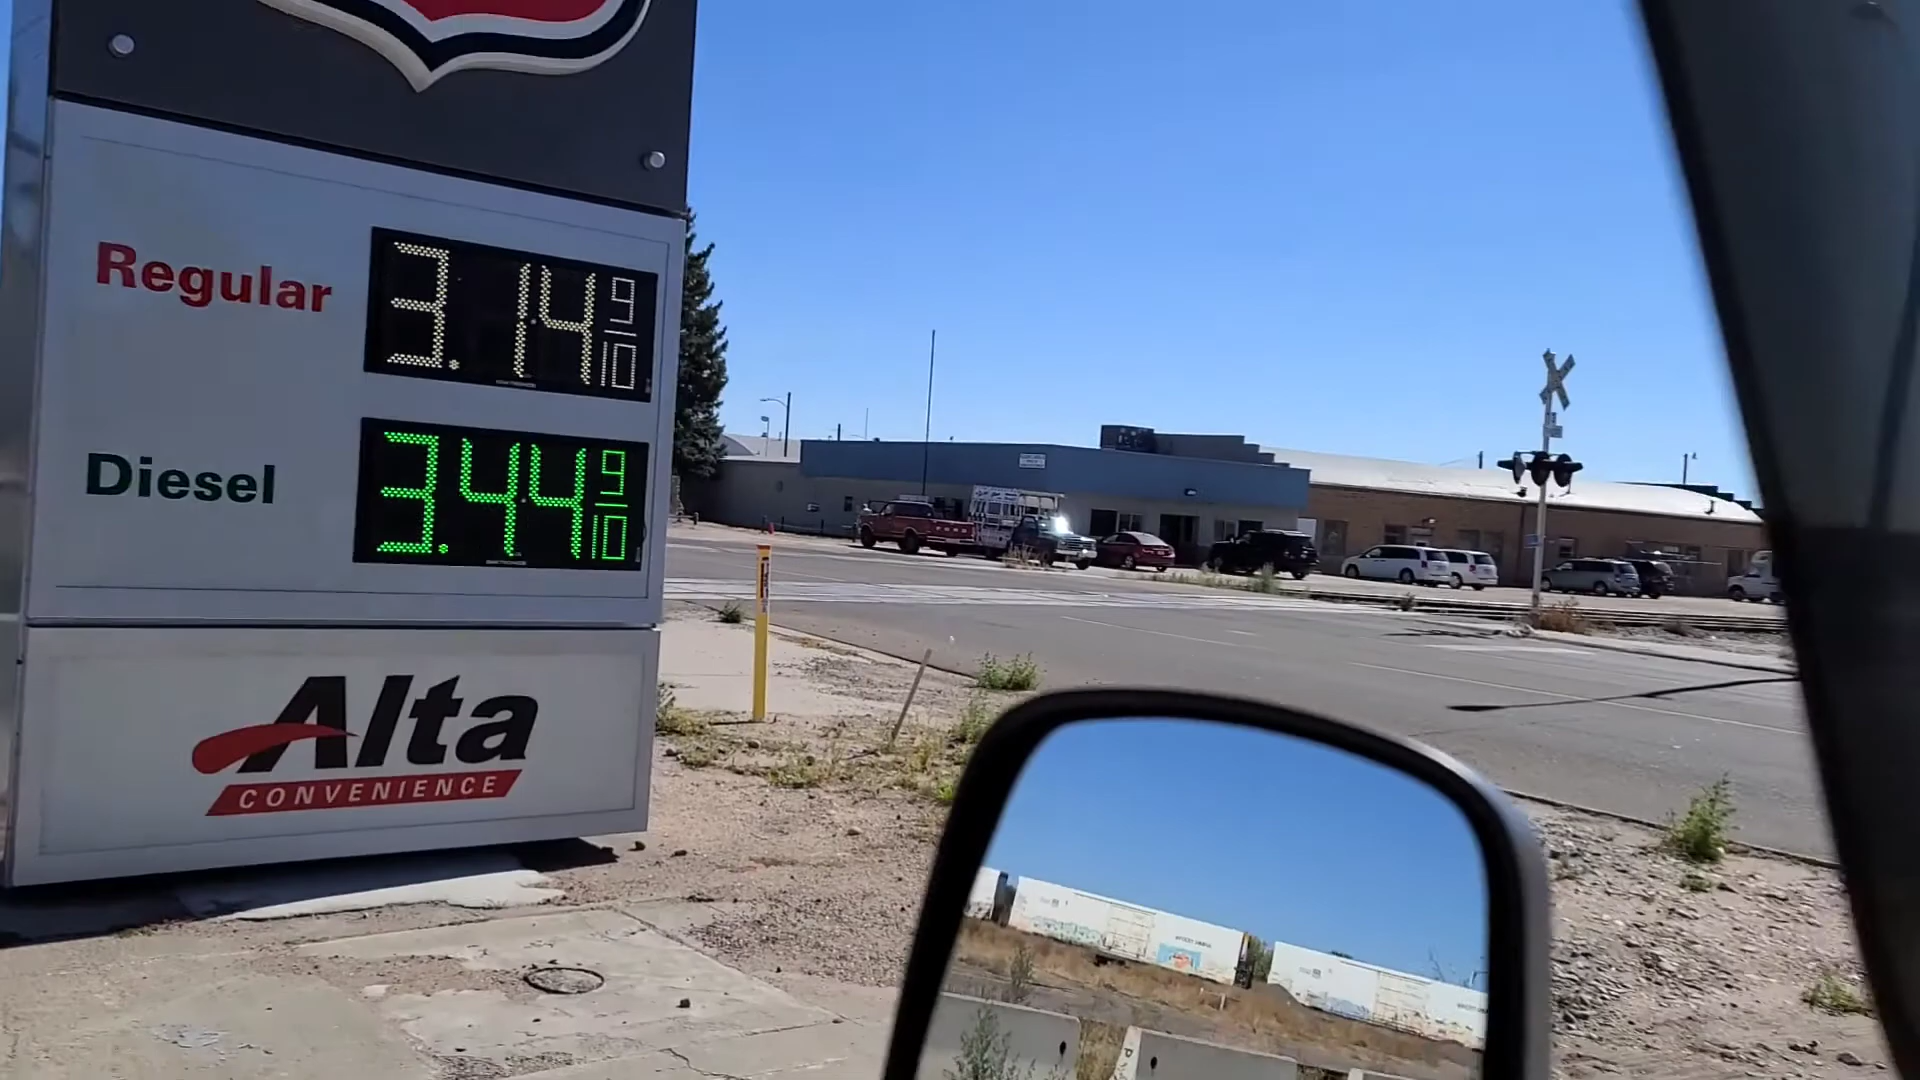 Regular 3.14 9/10
Diesel 3.44 9/10
Alta
CONVENIENCE